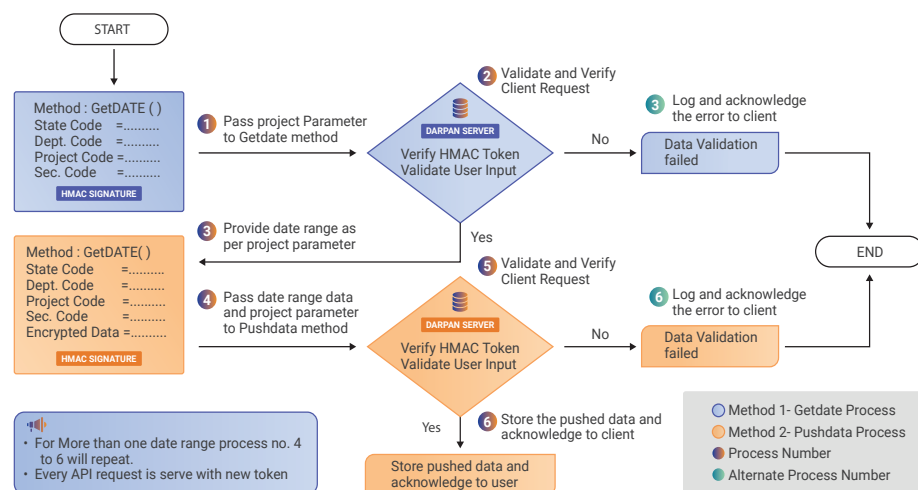 START
Method : GetDATE ( )
State Code =..........
Dept. Code =..........
Project Code =..........
Sec. Code =..........
HMAC SIGNATURE
1 Pass project Parameter
to Getdate method
2 Validate and Verify
Client Request
DARPAN SERVER
Verify HMAC Token
Validate User Input
No
3 Log and acknowledge
the error to client
Data Validation
failed
Yes
3 Provide date range as
per project parameter
END
Method : GetDATE( )
State Code =..........
Dept. Code =..........
Project Code =..........
Sec. Code =..........
Encrypted Data =..........
HMAC SIGNATURE
4 Pass date range data
and project parameter
to Pushdata method
5 Validate and Verify
Client Request
DARPAN SERVER
Verify HMAC Token
Validate User Input
No
6 Log and acknowledge
the error to client
Data Validation
failed
Yes
6 Store the pushed data and
acknowledge to client
Store pushed data and
acknowledge to user
• For More than one date range process no. 4
to 6 will repeat.
• Every API request is serve with new token
Method 1- Getdate Process
Method 2- Pushdata Process
Process Number
Alternate Process Number